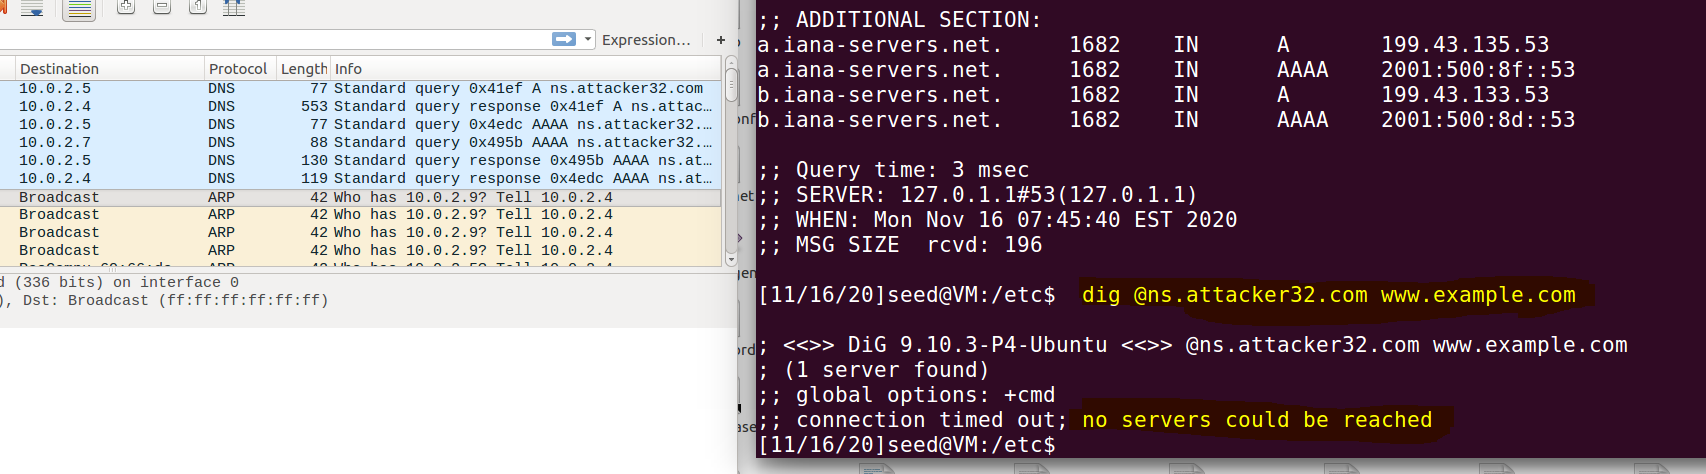 Expression…
+
Destination Protocol Length Info
10.0.2.5 DNS 77 Standard query 0x41ef A ns.attacker32.com
10.0.2.4 DNS 553 Standard query response 0x41ef A ns.attac…
10.0.2.5 DNS 77 Standard query 0x4edc AAAA ns.attacker32.…
10.0.2.7 DNS 88 Standard query 0x495b AAAA ns.attacker32.…
10.0.2.5 DNS 130 Standard query response 0x495b AAAA ns.at…
10.0.2.4 DNS 119 Standard query response 0x4edc AAAA ns.at…
Broadcast ARP 42 Who has 10.0.2.9? Tell 10.0.2.4
Broadcast ARP 42 Who has 10.0.2.9? Tell 10.0.2.4
Broadcast ARP 42 Who has 10.0.2.9? Tell 10.0.2.4
Broadcast ARP 42 Who has 10.0.2.9? Tell 10.0.2.4
d (336 bits) on interface 0
), Dst: Broadcast (ff:ff:ff:ff:ff:ff)
;; ADDITIONAL SECTION:
a.iana-servers.net. 1682 IN A 199.43.135.53
a.iana-servers.net. 1682 IN AAAA 2001:500:8f::53
b.iana-servers.net. 1682 IN A 199.43.133.53
b.iana-servers.net. 1682 IN AAAA 2001:500:8d::53
;; Query time: 3 msec
;; SERVER: 127.0.1.1#53(127.0.1.1)
;; WHEN: Mon Nov 16 07:45:40 EST 2020
;; MSG SIZE  rcvd: 196
[11/16/20]seed@VM:/etc$  dig @ns.attacker32.com www.example.com
; <<>> DiG 9.10.3-P4-Ubuntu <<>> @ns.attacker32.com www.example.com
; (1 server found)
;; global options: +cmd
;; connection timed out; no servers could be reached
[11/16/20]seed@VM:/etc$